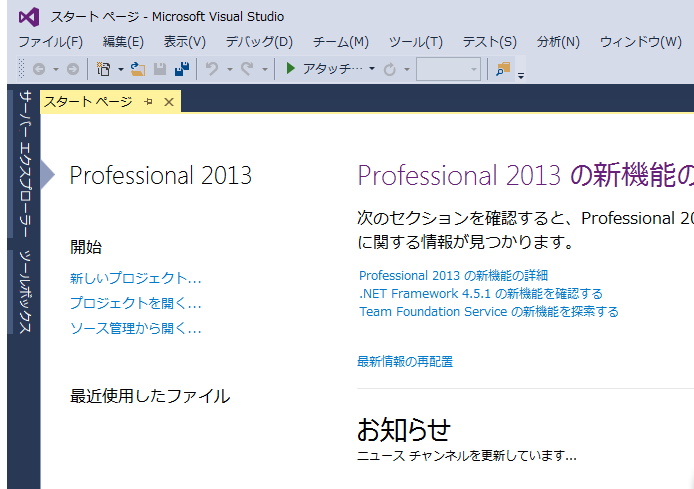 スタート ページ - Microsoft Visual Studio
ファイル(F) 編集(E) 表示(V) デバッグ(D) チーム(M) ツール(T) テスト(S) 分析(N) ウィンドウ(W)
アタッチ...
サーバー エクスプローラー
ツールボックス
スタート ページ
Professional 2013
開始
新しいプロジェクト...
プロジェクトを開く...
ソース管理から開く...
最近使用したファイル
Professional 2013 の新機能の
次のセクションを確認すると、Professional 20
に関する情報が見つかります。
Professional 2013 の新機能の詳細
.NET Framework 4.5.1 の新機能を確認する
Team Foundation Service の新機能を探索する
最新情報の再配置
お知らせ
ニュース チャンネルを更新しています...